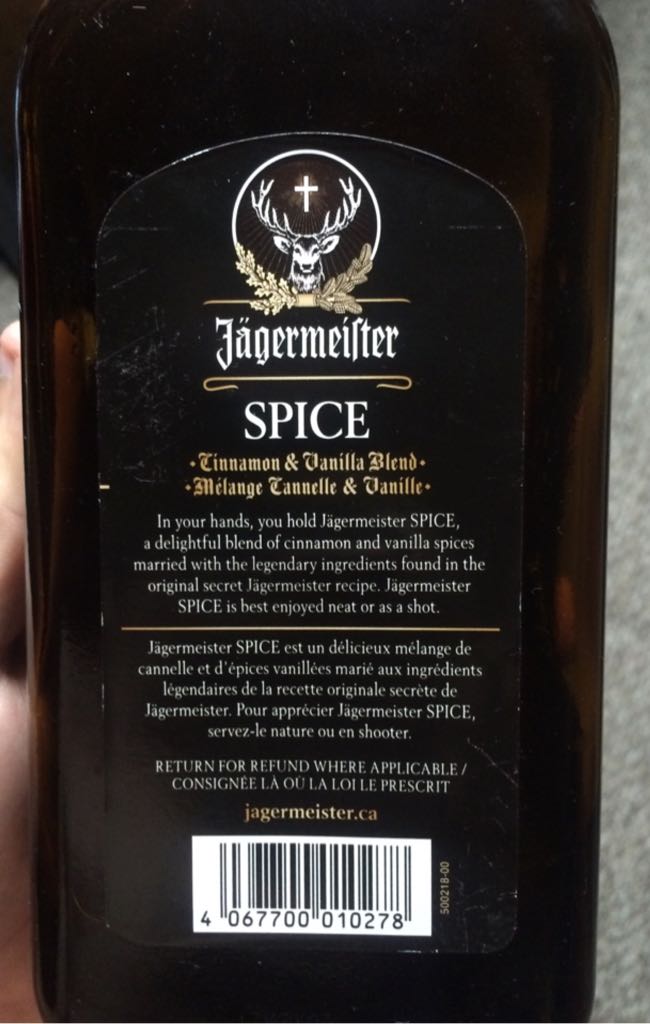 Jägermeiſter
SPICE
•Cinnamon & Vanilla Blend•
•Mélange Cannelle & Vanille•
In your hands, you hold Jägermeister SPICE,
a delightful blend of cinnamon and vanilla spices
married with the legendary ingredients found in the
original secret Jägermeister recipe. Jägermeister
SPICE is best enjoyed neat or as a shot.
Jägermeister SPICE est un délicieux mélange de
cannelle et d'épices vanillées marié aux ingrédients
légendaires de la recette originale secrète de
Jägermeister. Pour apprécier Jägermeister SPICE,
servez-le nature ou en shooter.
RETURN FOR REFUND WHERE APPLICABLE /
CONSIGNÉE LÀ OÙ LA LOI LE PRESCRIT
jagermeister.ca
4 067700 010278
500218-00